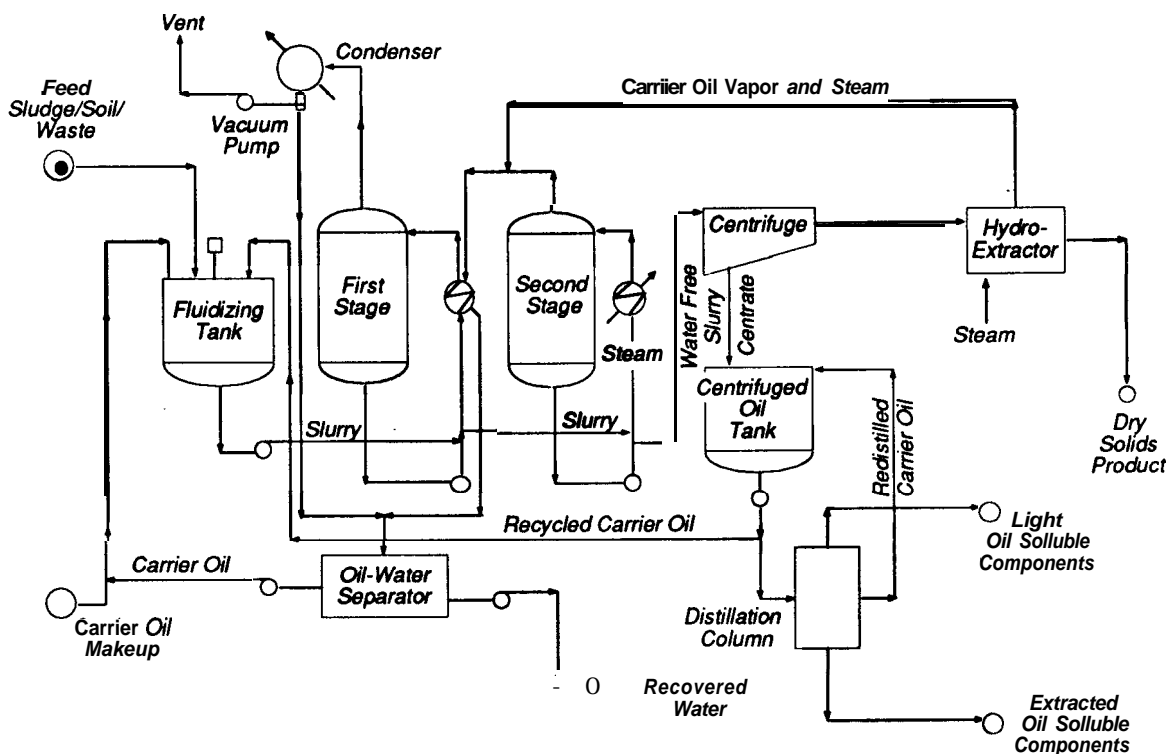 Vent
Condenser
Carriier Oil Vapor and Steam
Feed
Sludge/Soil/
Waste
Vacuum
Pump
Centrifuge
Hydro-
Extractor
First
Stage
Second
Stage
Fluidizing
Tank
Water Free
Slurry
Centrate
Steam
Steam
Centrifuged
Oil
Tank
Slurry
Slurry
Dry
Solids
Product
Redistilled
Carrier Oil
Recycled Carrier Oil
Light
Oil Solluble
Components
Carrier Oil
Oil-Water
Separator
Distillation
Column
Carrier Oil
Makeup
- O
Recovered
Water
Extracted
Oil Solluble
Components